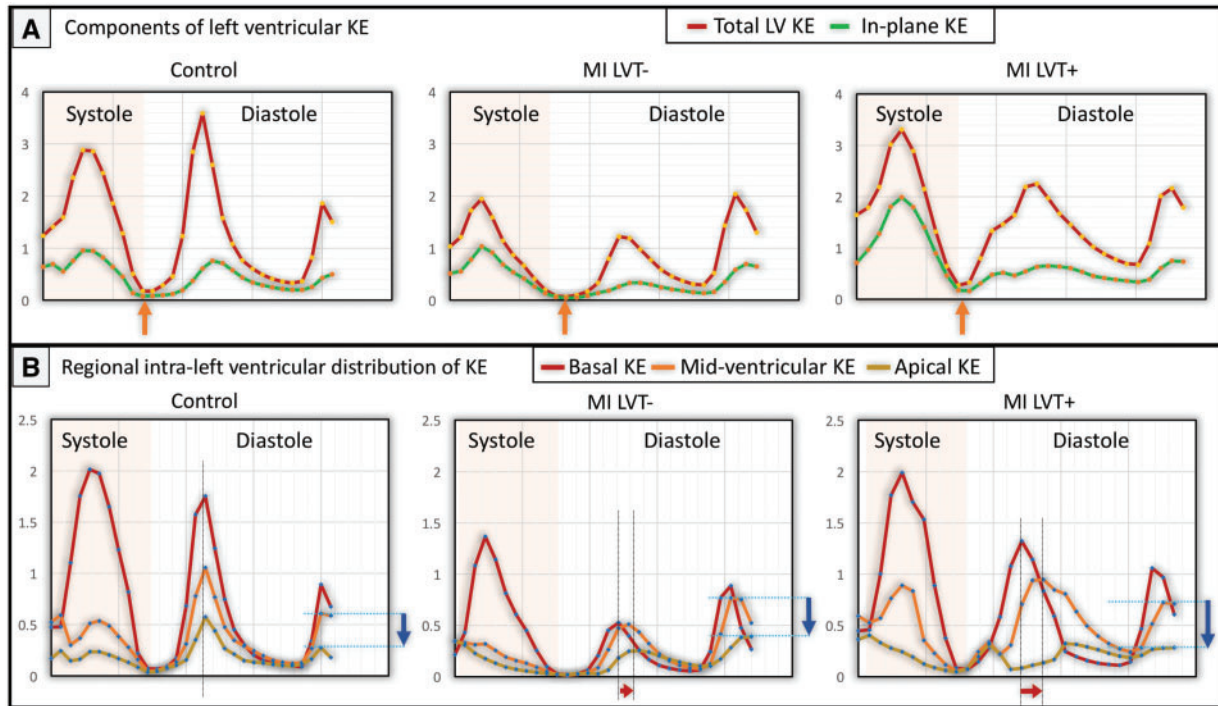 A Components of left ventricular KE
Total LV KE In-plane KE
Control MI LVT- MI LVT+
4 4 4
Systole Diastole Systole Diastole Systole Diastole
3 3 3
2 2 2
1 1 1
0 0 0
B Regional intra-left ventricular distribution of KE
Basal KE Mid-ventricular KE Apical KE
Control MI LVT- MI LVT+
2.5 2.5 2.5
Systole Diastole Systole Diastole Systole Diastole
2 2 2
1.5 1.5 1.5
1 1 1
0.5 0.5 0.5
0 0 0